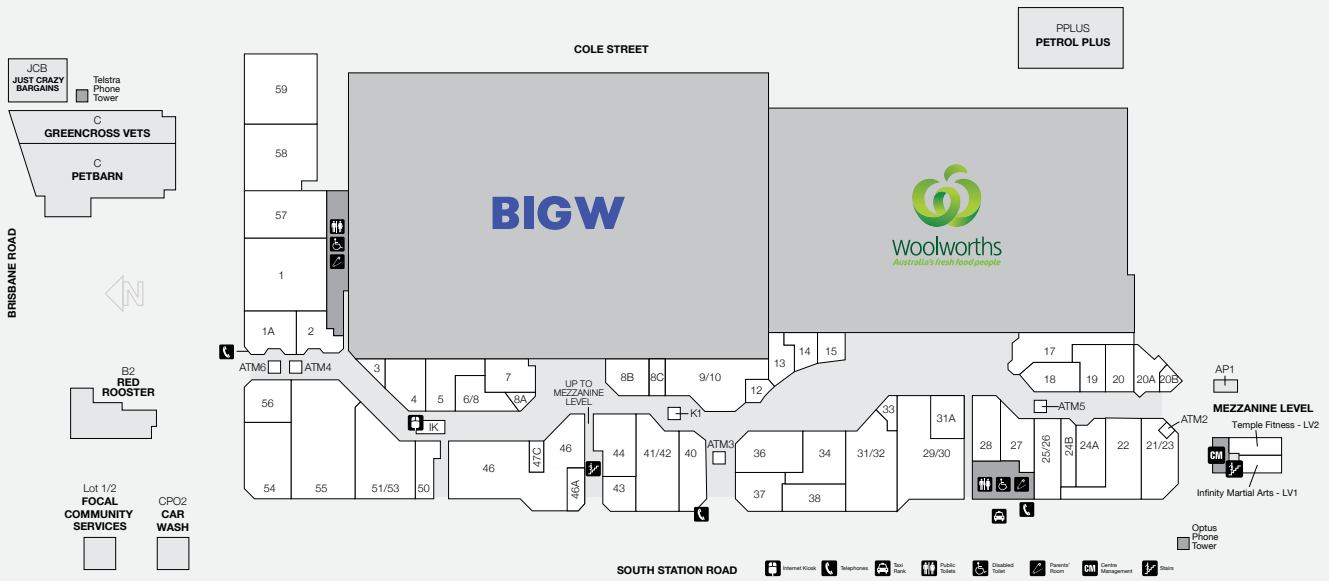 COLE STREET
PPLUS
PETROL PLUS
JCB
JUST CRAZY
BARGAINS
Telstra
Phone
Tower
C
GREENCROSS VETS
C
PETBARN
BRISBANE ROAD
N
59
58
57
1
1A
2
BIGW
Woolworths
Australia's fresh food people
ATM6
ATM4
B2
RED
ROOSTER
3
4
5
6/8
7
8A
UP TO
MEZZANINE
LEVEL
8B
8C
9/10
12
13
14
15
17
18
19
20
20A
20B
AP1
K1
IK
ATM3
ATM5
ATM2
MEZZANINE LEVEL
Temple Fitness - LV2
CM
Infinity Martial Arts - LV1
56
54
55
51/53
50
46
47C
46
46A
44
43
41/42
40
36
37
34
38
31/32
33
31A
29/30
28
27
25/26
24B
24A
22
21/23
Lot 1/2
FOCAL
COMMUNITY
SERVICES
CPO2
CAR
WASH
Optus
Phone
Tower
SOUTH STATION ROAD
Internet Kiosk
Telephones
Taxi
Rank
Public
Toilets
Disabled
Toilet
Parents'
Room
CM
Centre
Management
Stairs